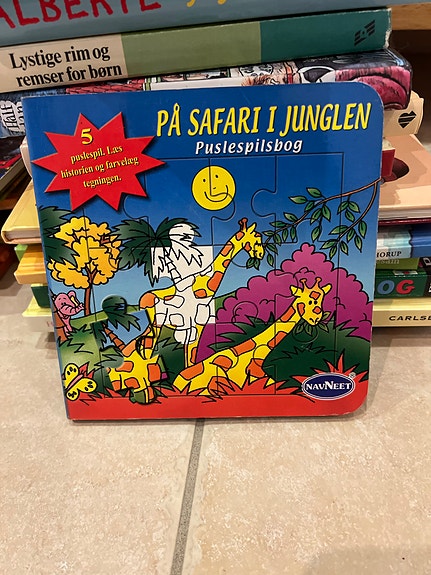 ALBERTE
Lystige rim og
remser for børn
PÅ SAFARI I JUNGLEN
Puslespilsbog
5
puslespil. Læs
historien og farvelæg
tegningen.
NAVNEET
®
CARLSE